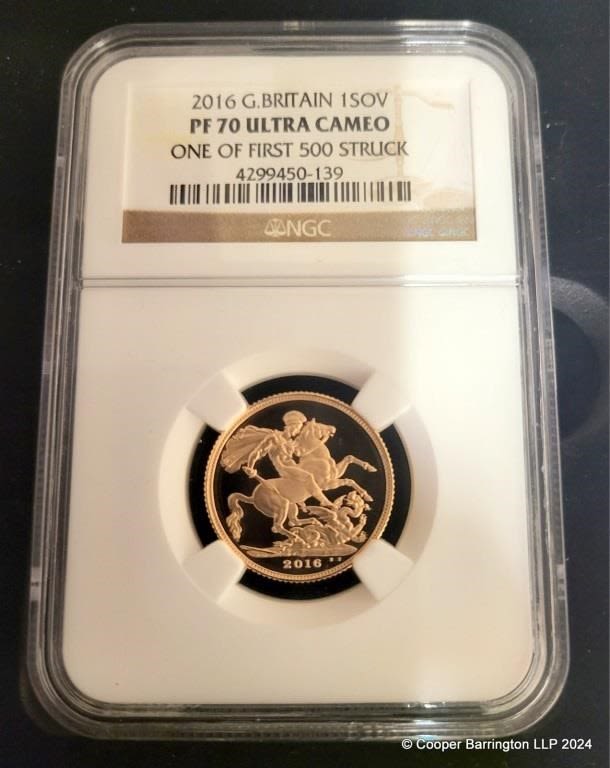 2016 G.BRITAIN 1SOV
PF 70 ULTRA CAMEO
ONE OF FIRST 500 STRUCK
4299450-139
NGC
2016
© Cooper Barrington LLP 2024